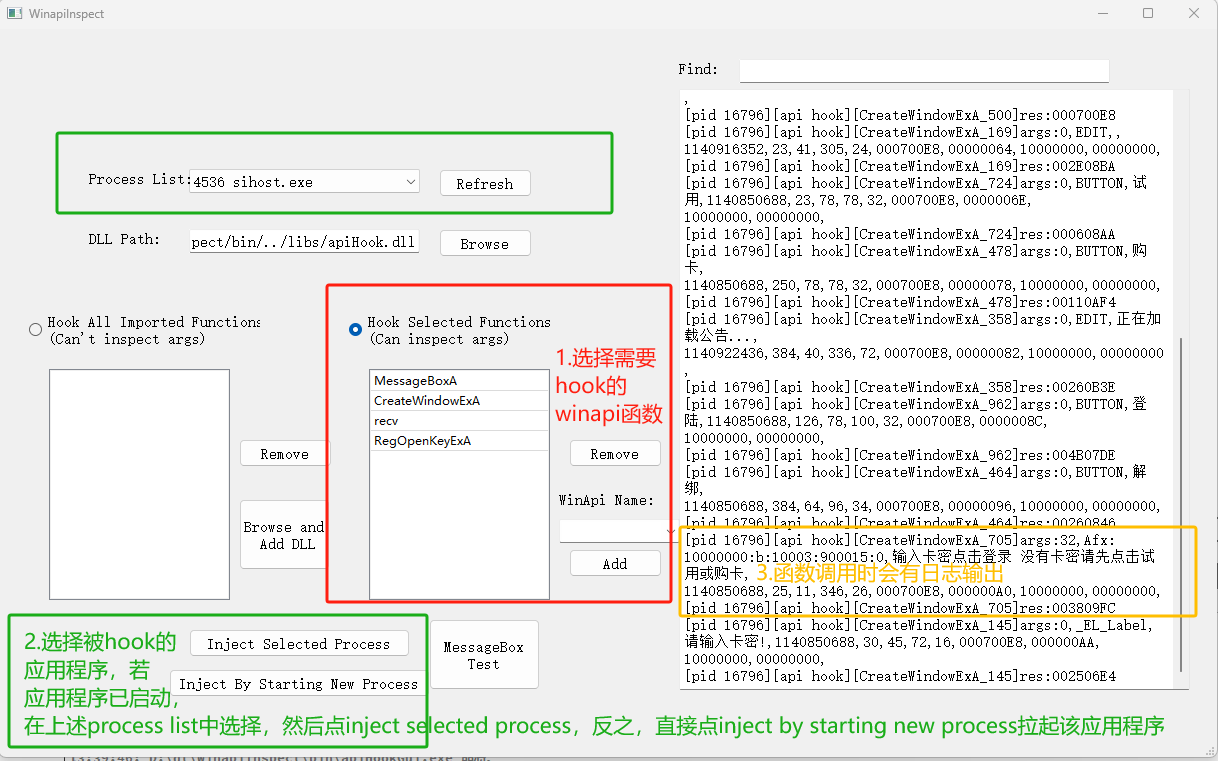 WinapiInspect
Find:
Process List:
4536 sihost.exe
Refresh
DLL Path:
pect/bin/../libs/apiHook.dll
Browse
Hook All Imported Functions
(Can't inspect args)
Remove
Browse and
Add DLL
Hook Selected Functions
(Can inspect args)
MessageBoxA
CreateWindowExA
recv
RegOpenKeyExA
1.选择需要
hook的
winapi函数
Remove
WinApi Name:
Add
,
[pid 16796][api hook][CreateWindowExA_500]res:000700E8
[pid 16796][api hook][CreateWindowExA_169]args:0,EDIT,,
1140916352,23,41,305,24,000700E8,00000064,10000000,00000000,
[pid 16796][api hook][CreateWindowExA_169]res:002E08BA
[pid 16796][api hook][CreateWindowExA_724]args:0,BUTTON,试
用,1140850688,23,78,78,32,000700E8,0000006E,
10000000,00000000,
[pid 16796][api hook][CreateWindowExA_724]res:000608AA
[pid 16796][api hook][CreateWindowExA_478]args:0,BUTTON,购
卡,
1140850688,250,78,78,32,000700E8,00000078,10000000,00000000,
[pid 16796][api hook][CreateWindowExA_478]res:00110AF4
[pid 16796][api hook][CreateWindowExA_358]args:0,EDIT,正在加
载公告...,
1140922436,384,40,336,72,000700E8,00000082,10000000,00000000
,
[pid 16796][api hook][CreateWindowExA_358]res:00260B3E
[pid 16796][api hook][CreateWindowExA_962]args:0,BUTTON,登
陆,1140850688,126,78,100,32,000700E8,0000008C,
10000000,00000000,
[pid 16796][api hook][CreateWindowExA_962]res:004B07DE
[pid 16796][api hook][CreateWindowExA_464]args:0,BUTTON,解
绑,
1140850688,384,64,96,34,000700E8,00000096,10000000,00000000,
[pid 16796][api hook][CreateWindowExA_464]
[pid 16796][api hook][CreateWindowExA_705]args:32,Afx:
10000000:b:10003:900015:0,输入卡密点击登录 没有卡密请先点击试
用或购卡,
3.函数调用时会有日志输出
1140850688,25,11,346,26,000700E8,000000A0,10000000,00000000,
[pid 16796][api hook][CreateWindowExA_705]res:003809FC
[pid 16796][api hook][CreateWindowExA_145]args:0,_EL_Label,
请输入卡密!,1140850688,30,45,72,16,000700E8,000000AA,
10000000,00000000,
[pid 16796][api hook][CreateWindowExA_145]res:002506E4
2.选择被hook的
应用程序，若
应用程序已启动，
在上述process list中选择，然后点inject selected process，反之，直接点inject by starting new process拉起该应用程序
Inject Selected Process
Inject By Starting New Process
MessageBox
Test